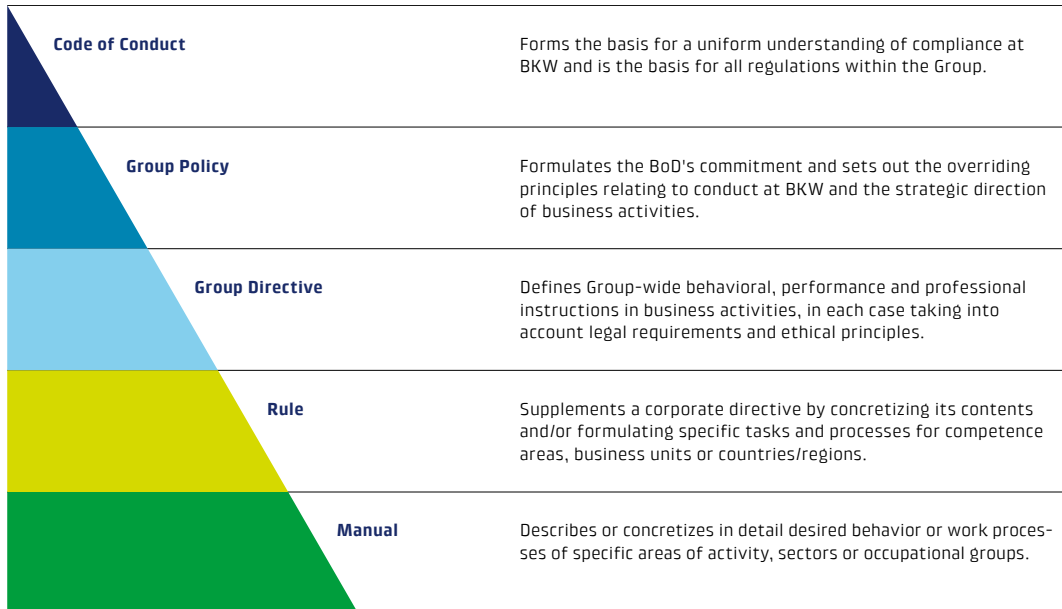 Code of Conduct
Forms the basis for a uniform understanding of compliance at
BKW and is the basis for all regulations within the Group.
Group Policy
Formulates the BoD's commitment and sets out the overriding
principles relating to conduct at BKW and the strategic direction
of business activities.
Group Directive
Defines Group-wide behavioral, performance and professional
instructions in business activities, in each case taking into
account legal requirements and ethical principles.
Rule
Supplements a corporate directive by concretizing its contents
and/or formulating specific tasks and processes for competence
areas, business units or countries/regions.
Manual
Describes or concretizes in detail desired behavior or work proces-
ses of specific areas of activity, sectors or occupational groups.